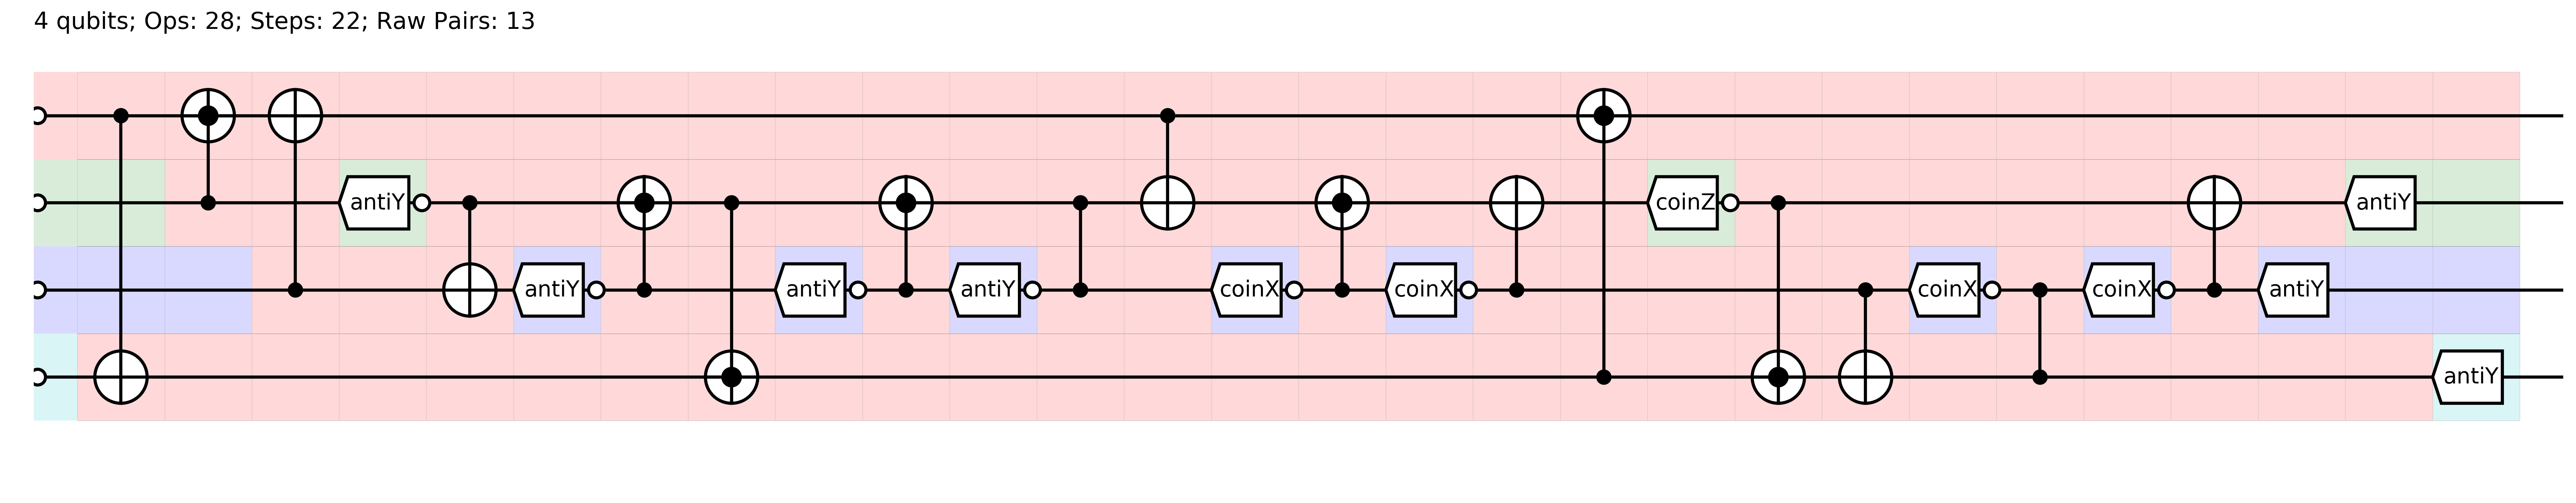 4 qubits; Ops: 28; Steps: 22; Raw Pairs: 13
antiY coinZ antiY
antiY antiY antiY coinX coinX coinX coinX antiY
antiY